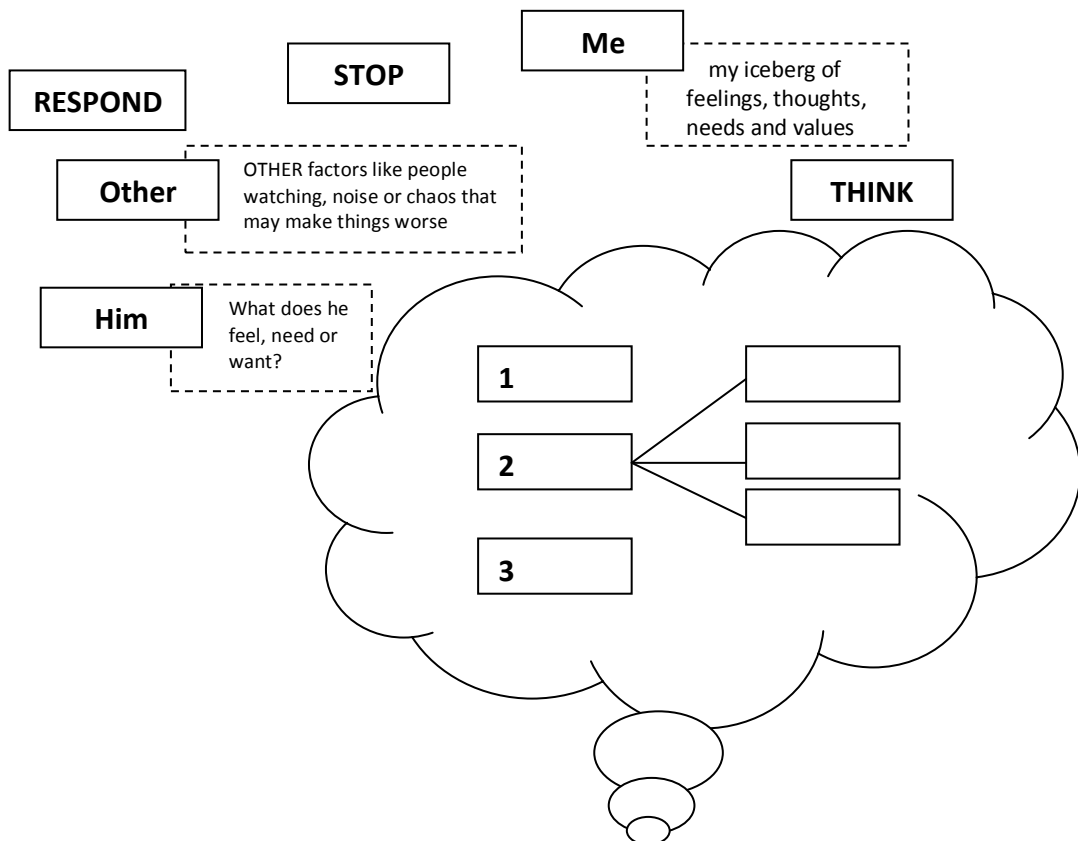 Me
STOP
my iceberg of
feelings, thoughts,
needs and values
RESPOND
Other
OTHER factors like people
watching, noise or chaos that
may make things worse
THINK
Him
What does he
feel, need or
want?
1
2
3